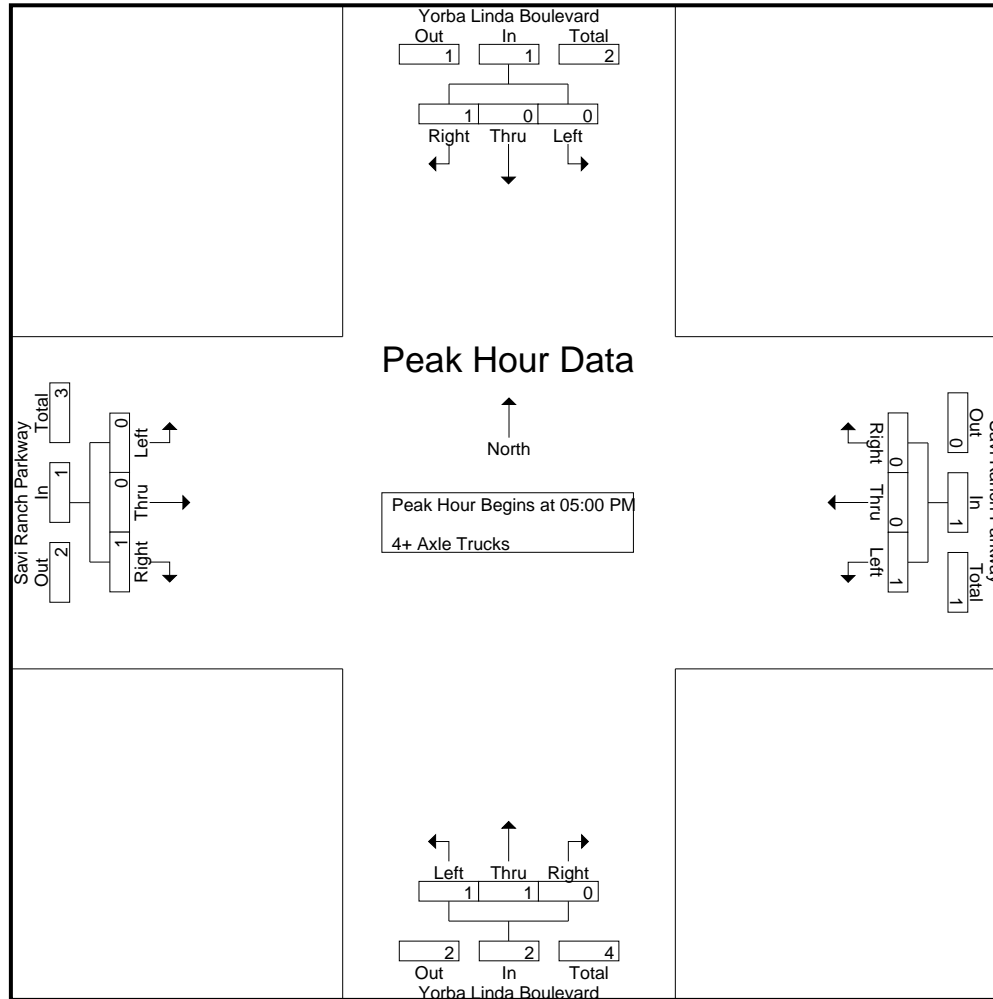 Yorba Linda Boulevard
Out In Total
1 1 2
1 0 0
Right Thru Left
Peak Hour Data
North
Peak Hour Begins at 05:00 PM
4+ Axle Trucks
Savi Ranch Parkway
Total In Out
3 1 2
0 0 1
Left Thru Right
Out In Total
0 1 1
0 0 1
Right Thru Left
Left Thru Right
1 1 0
2 2 4
Out In Total
Yorba Linda Boulevard